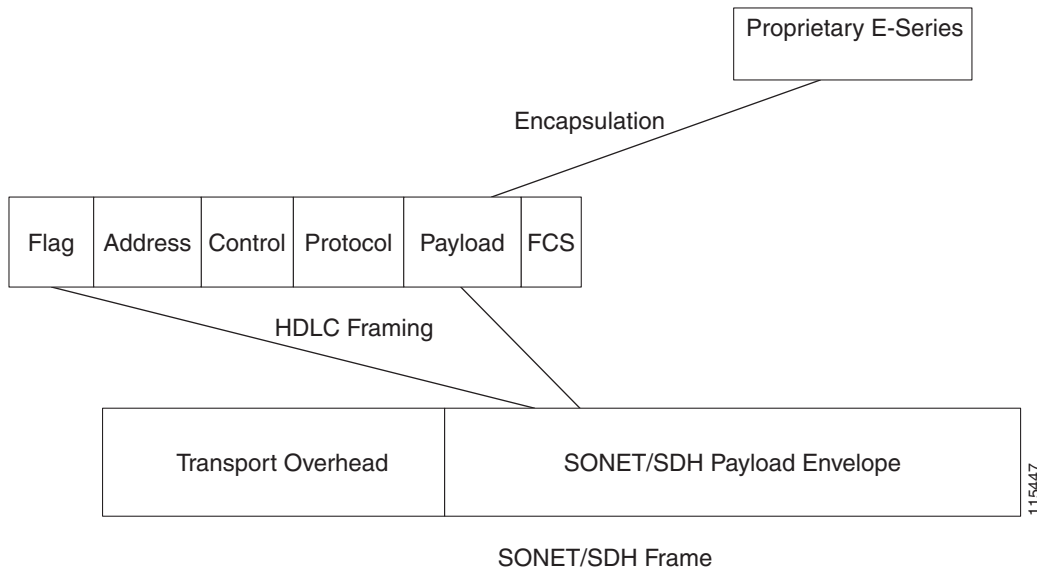 Proprietary E-Series
Encapsulation
Flag Address Control Protocol Payload FCS
HDLC Framing
Transport Overhead SONET/SDH Payload Envelope
115447
SONET/SDH Frame